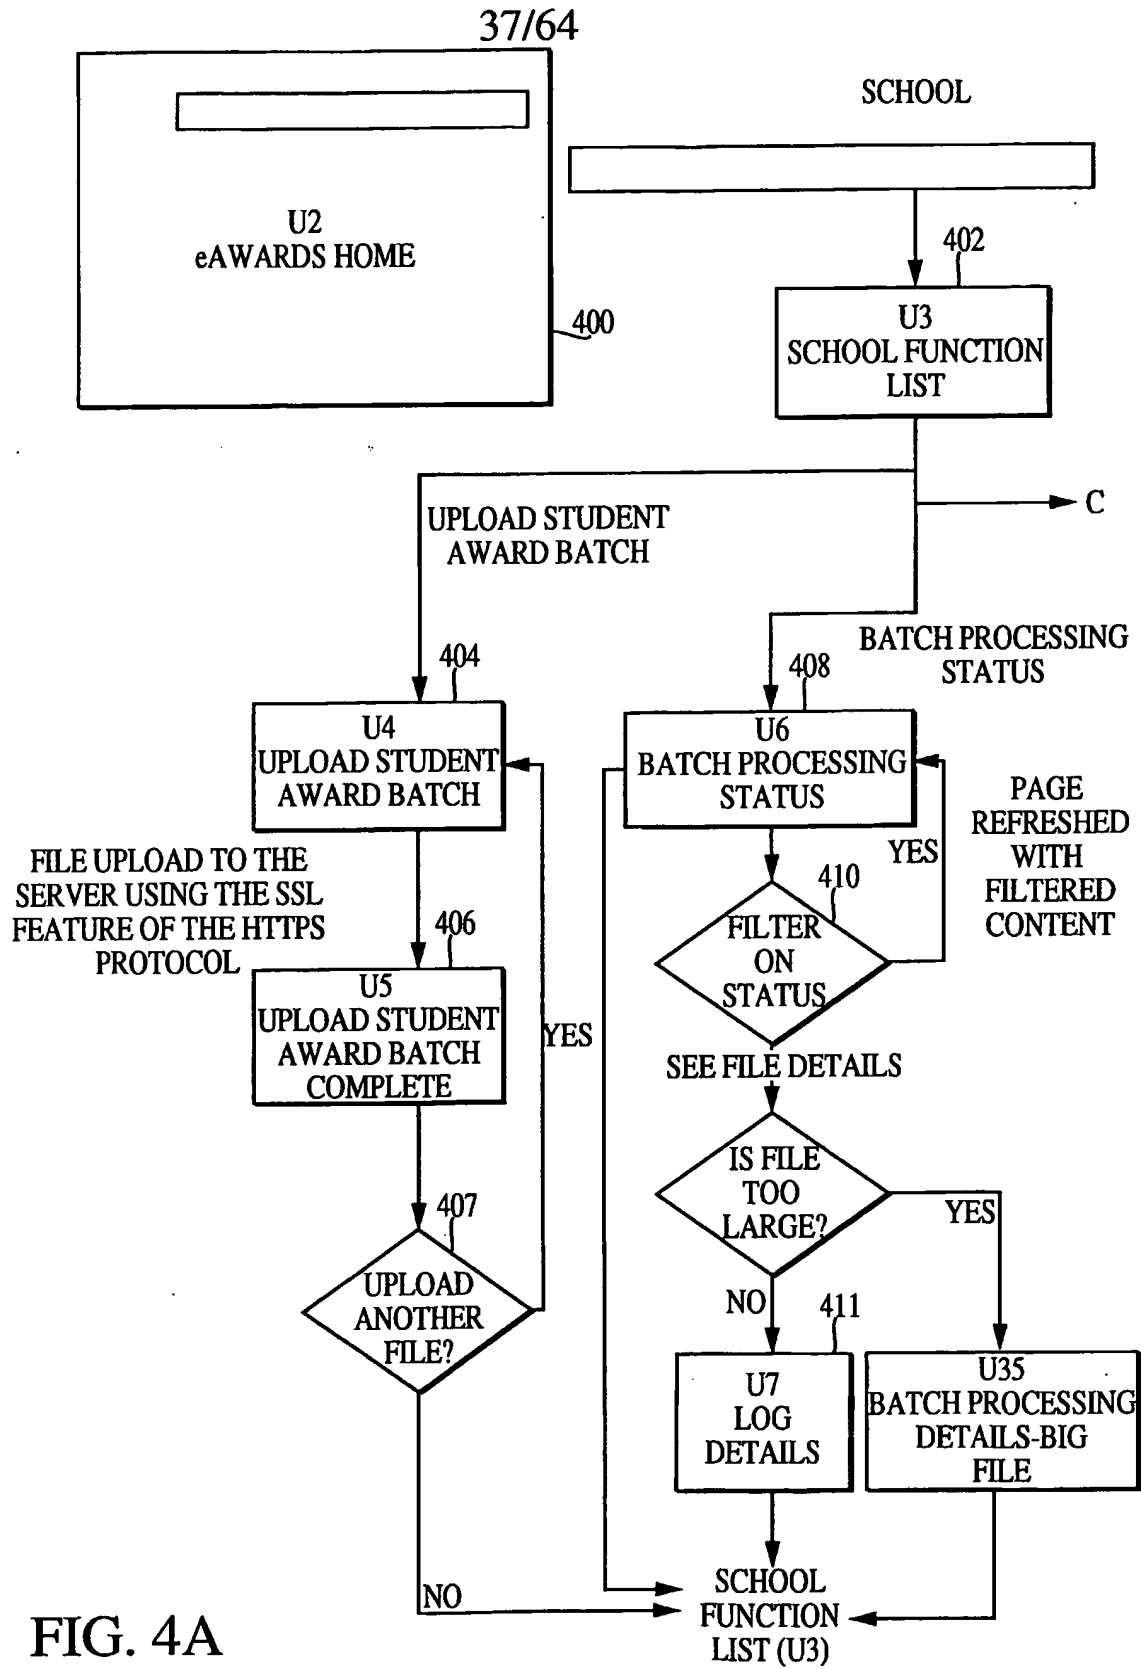 37/64
SCHOOL
U2
eAWARDS HOME
400
402
U3
SCHOOL FUNCTION
LIST
C
UPLOAD STUDENT
AWARD BATCH
BATCH PROCESSING
STATUS
404
U4
UPLOAD STUDENT
AWARD BATCH
408
U6
BATCH PROCESSING
STATUS
PAGE
REFRESHED
WITH
FILTERED
CONTENT
YES
FILE UPLOAD TO THE
SERVER USING THE SSL
FEATURE OF THE HTTPS
PROTOCOL
406
U5
UPLOAD STUDENT
AWARD BATCH
COMPLETE
YES
410
FILTER
ON
STATUS
SEE FILE DETAILS
IS FILE
TOO
LARGE?
YES
NO
407
UPLOAD
ANOTHER
FILE?
NO
411
U7
LOG
DETAILS
U35
BATCH PROCESSING
DETAILS-BIG
FILE
SCHOOL
FUNCTION
LIST (U3)
FIG. 4A